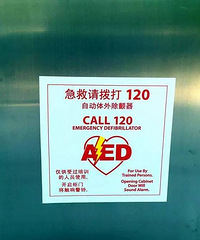 急救请拨打 120
自动体外除颤器
CALL 120
EMERGENCY DEFIBRILLATOR
AED
仅供受过培训
的人员使用。
开启柜门
将触响警铃。
For Use By
Trained Persons.
Opening Cabinet
Door Will
Sound Alarm.